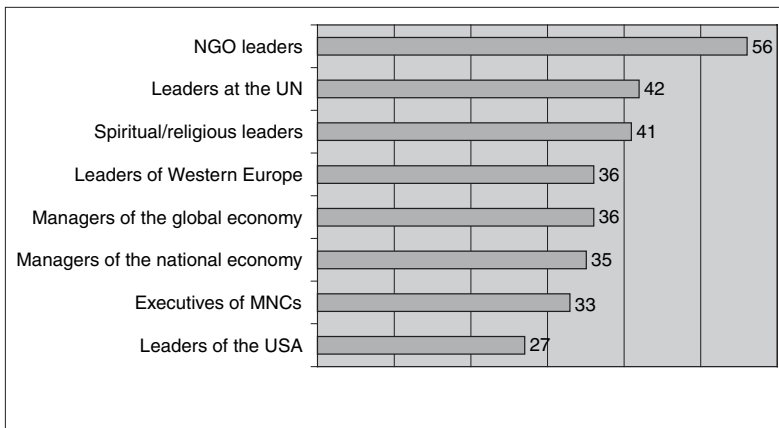 NGO leaders 56
Leaders at the UN 42
Spiritual/religious leaders 41
Leaders of Western Europe 36
Managers of the global economy 36
Managers of the national economy 35
Executives of MNCs 33
Leaders of the USA 27